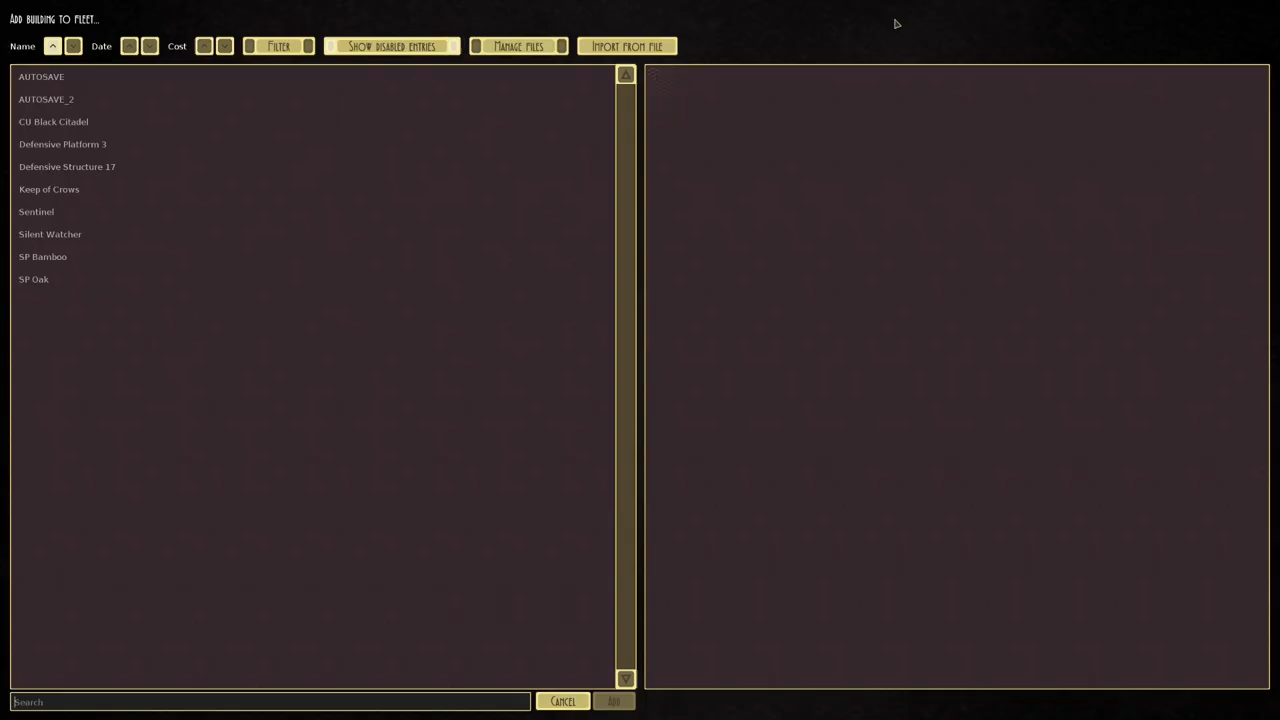 Add building to fleet...
Name Date Cost Filter Show disabled entries Manage files Import from file
AUTOSAVE
AUTOSAVE_2
CU Black Citadel
Defensive Platform 3
Defensive Structure 17
Keep of Crows
Sentinel
Silent Watcher
SP Bamboo
SP Oak
Search Cancel Add